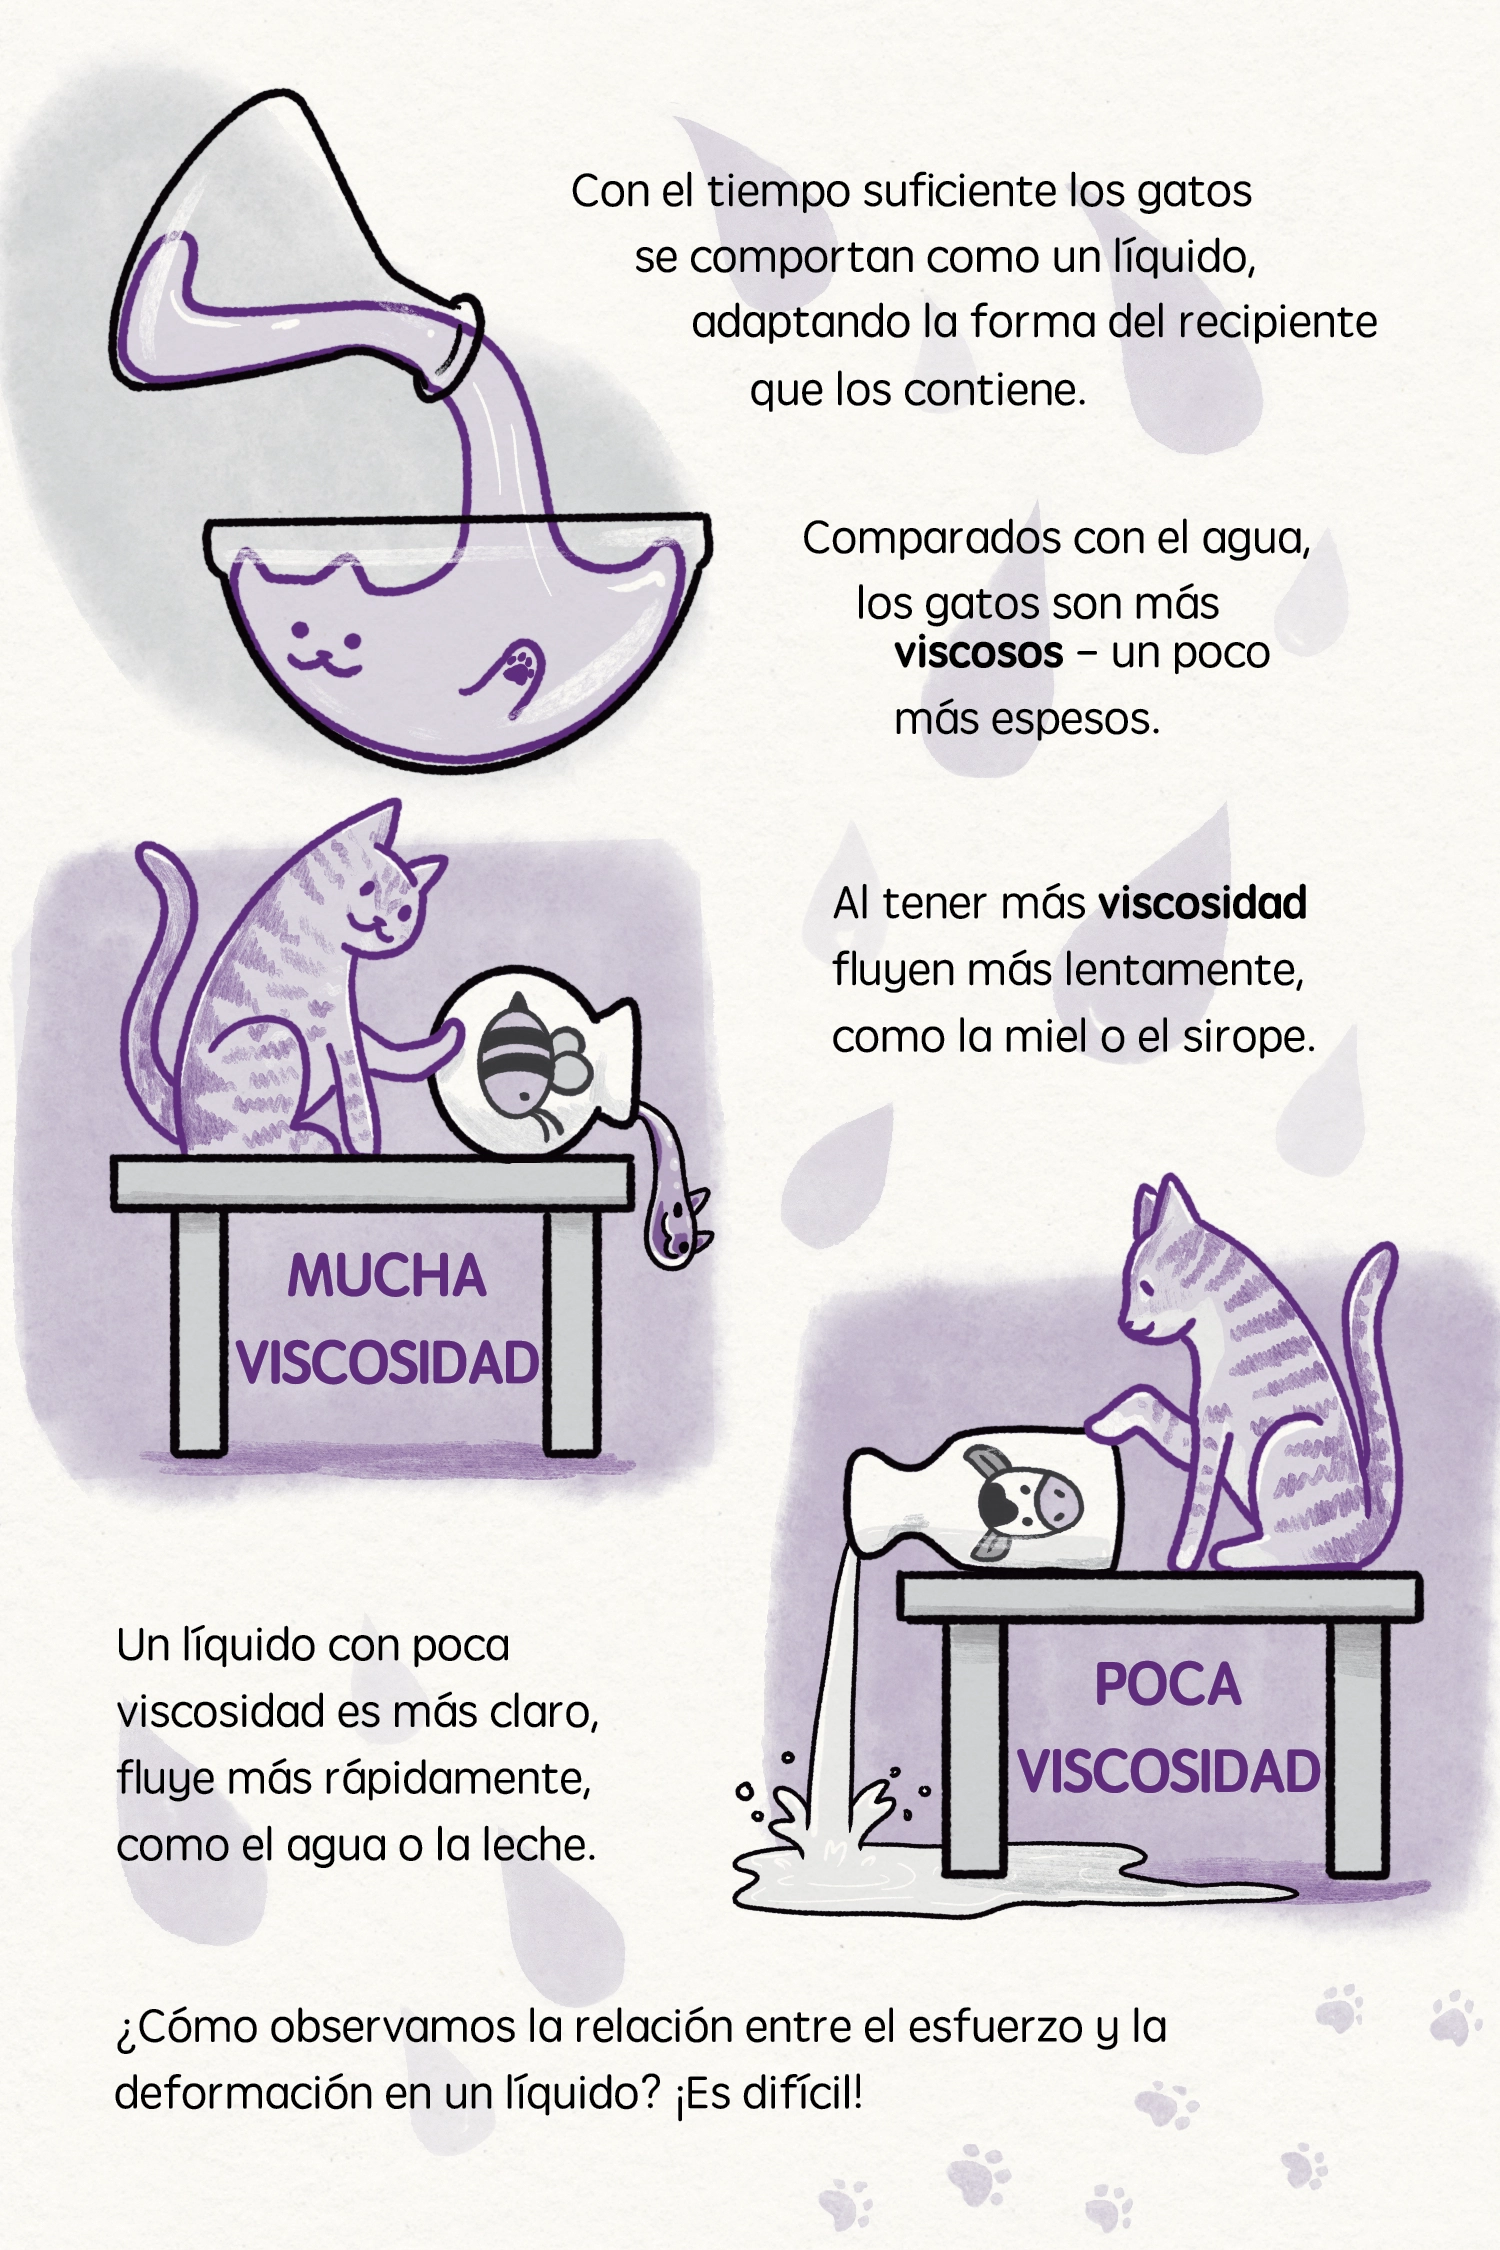 Con el tiempo suficiente los gatos
se comportan como un líquido,
adaptando la forma del recipiente
que los contiene.
Comparados con el agua,
los gatos son más
viscosos – un poco
más espesos.
Al tener más viscosidad
fluyen más lentamente,
como la miel o el sirope.
MUCHA
VISCOSIDAD
POCA
VISCOSIDAD
Un líquido con poca
viscosidad es más claro,
fluye más rápidamente,
como el agua o la leche.
¿Cómo observamos la relación entre el esfuerzo y la
deformación en un líquido? ¡Es difícil!